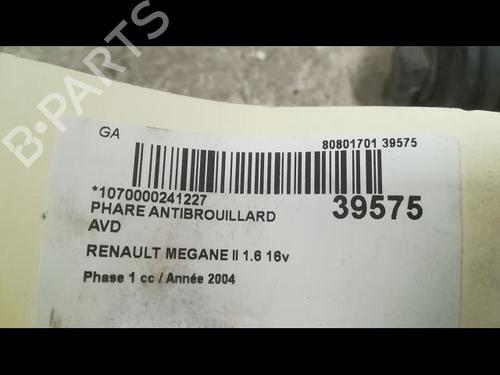 B-PARTS
GA
80801701 39575
*1070000241227
PHARE ANTIBROUILLARD
39575
AVD
RENAULT MEGANE II 1.6 16v
Phase 1 cc / Année 2004